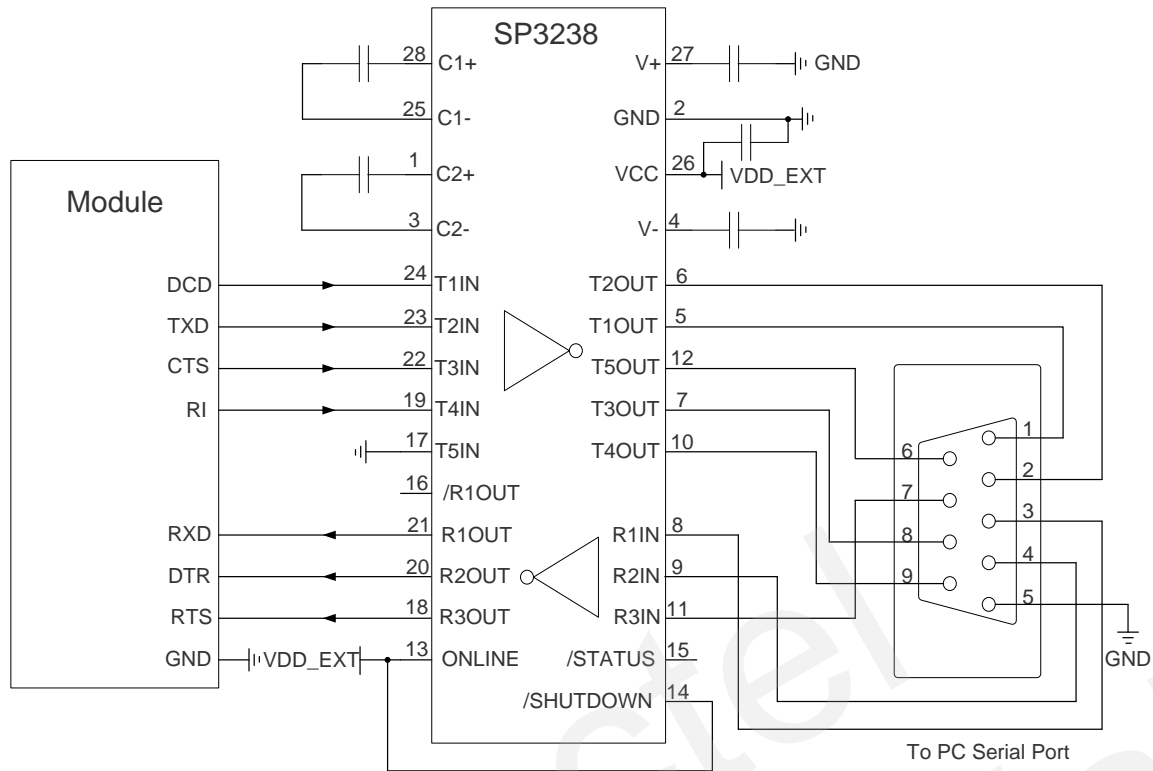 SP3238
28 C1+ V+ 27 GND
25 C1- GND 2
1 C2+ VCC 26 VDD_EXT
3 C2- V- 4
Module
DCD 24 T1IN T2OUT 6
TXD 23 T2IN T1OUT 5
CTS 22 T3IN T5OUT 12
RI 19 T4IN T3OUT 7
17 T5IN T4OUT 10
16 /R1OUT
RXD 21 R1OUT R1IN 8
DTR 20 R2OUT R2IN 9
RTS 18 R3OUT R3IN 11
GND VDD_EXT 13 ONLINE /STATUS 15
/SHUTDOWN 14
1
6
2
7
3
8
4
9
5
GND
To PC Serial Port
ctel